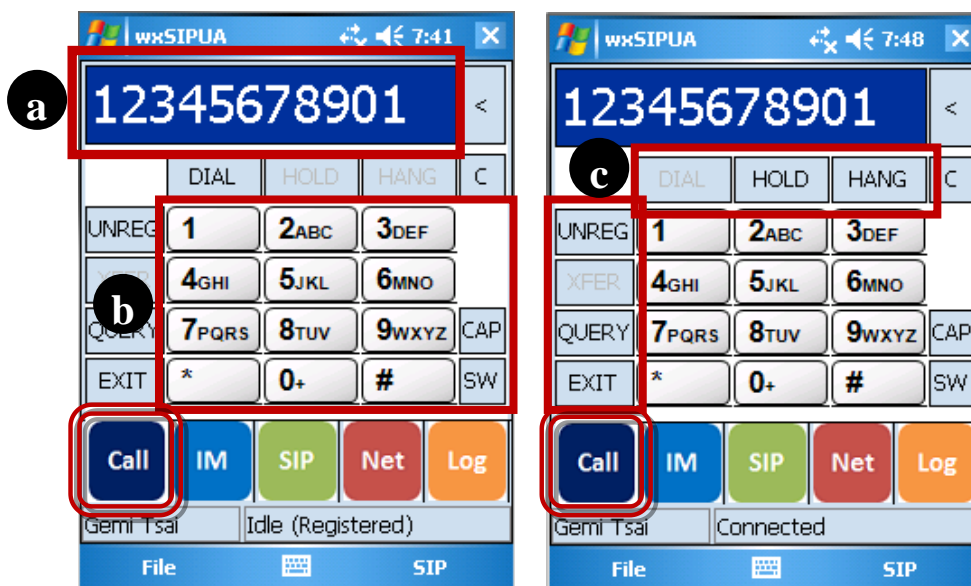 wxSIPUA 7:41
a 12345678901 <
DIAL HOLD HANG C
UNREG 1 2ABC 3DEF
XFER 4GHI 5JKL 6MNO
b
QUERY 7PQRS 8TUV 9WXYZ CAP
EXIT * 0+ # SW
Call IM SIP Net Log
Gemi Tsai Idle (Registered)
File SIP
wxSIPUA 7:48
12345678901 <
c DIAL HOLD HANG C
UNREG 1 2ABC 3DEF
XFER 4GHI 5JKL 6MNO
QUERY 7PQRS 8TUV 9WXYZ CAP
EXIT * 0+ # SW
Call IM SIP Net Log
Gemi Tsai Connected
File SIP